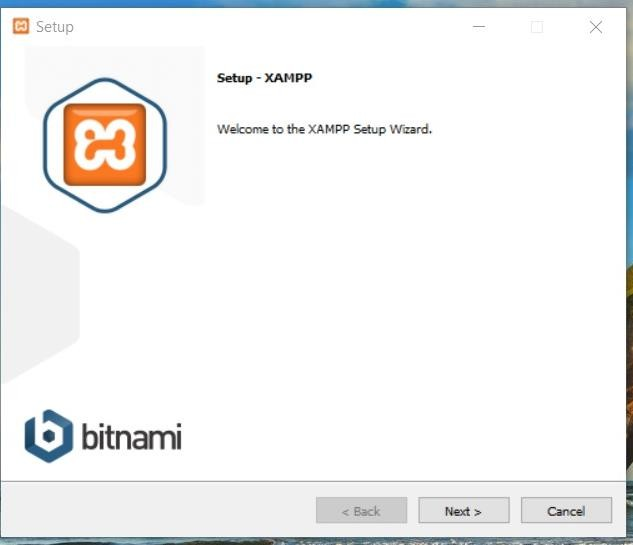 Setup
Setup - XAMPP
Welcome to the XAMPP Setup Wizard.
bitnami
< Back
Next >
Cancel